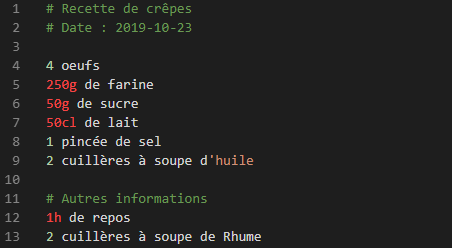 1 # Recette de crêpes
2 # Date : 2019-10-23
3
4 4 oeufs
5 250g de farine
6 50g de sucre
7 50cl de lait
8 1 pincée de sel
9 2 cuillères à soupe d'huile
10
11 # Autres informations
12 1h de repos
13 2 cuillères à soupe de Rhume